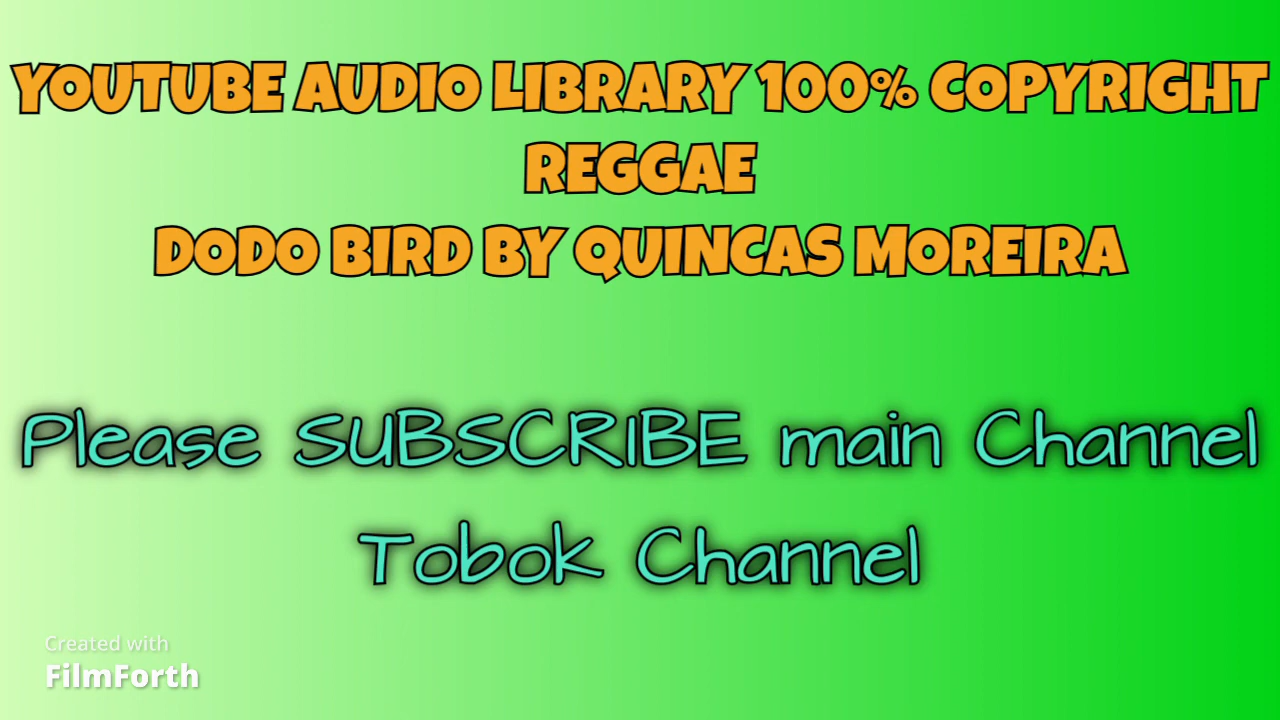 YOUTUBE AUDIO LIBRARY 100% COPYRIGHT
REGGAE
DODO BIRD BY QUINCAS MOREIRA
Please SUBSCRIBE main Channel
Tobok Channel
Created with
FilmForth